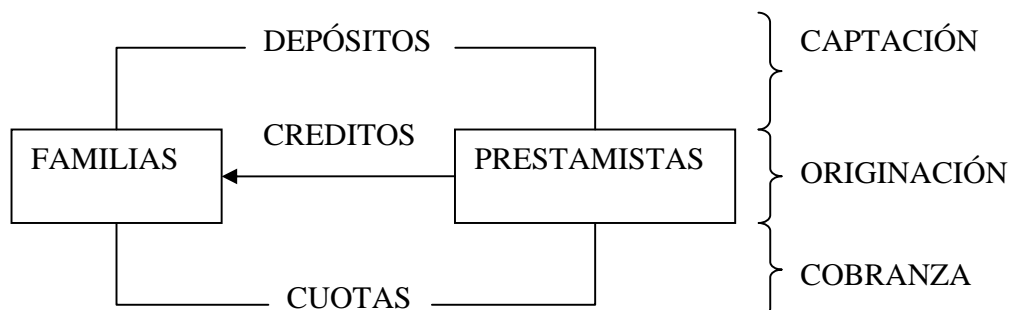 DEPÓSITOS
CAPTACIÓN
CREDITOS
FAMILIAS
PRESTAMISTAS
ORIGINACIÓN
CUOTAS
COBRANZA